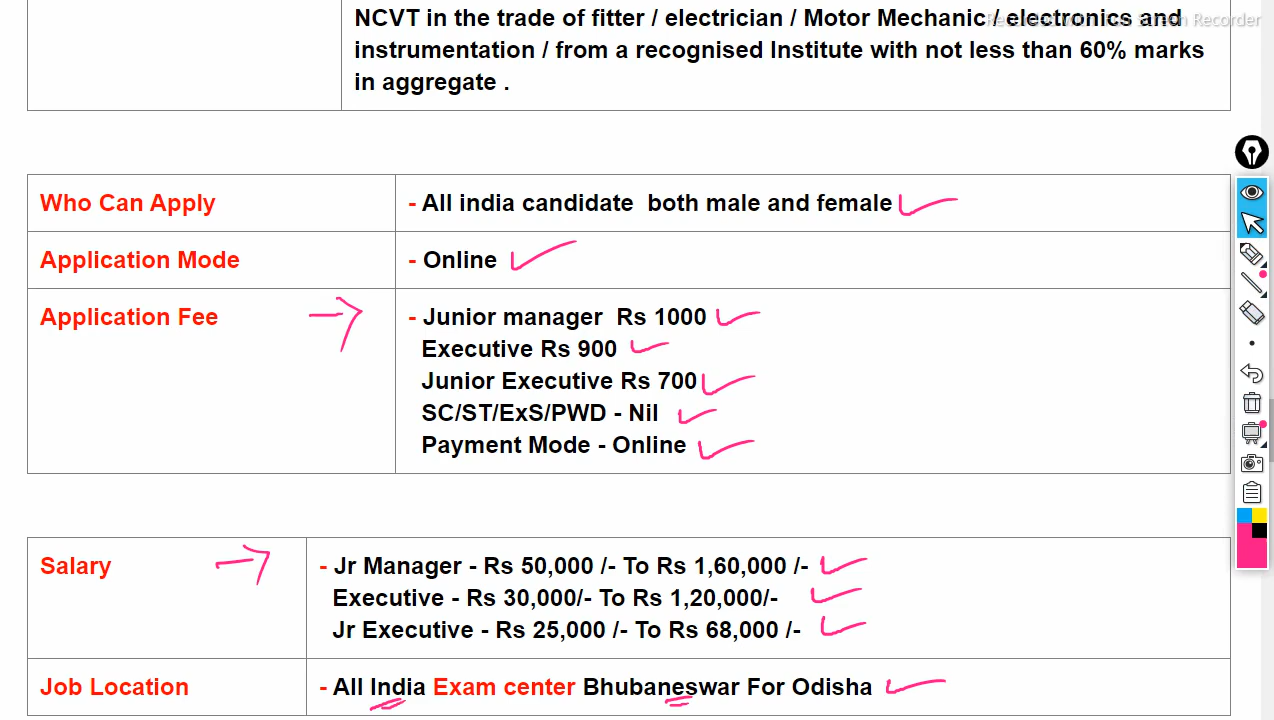 NCVT in the trade of fitter / electrician / Motor Mechanic / electronics and
Recorded with iTop Screen Recorder
instrumentation / from a recognised Institute with not less than 60% marks
in aggregate .
Who Can Apply - All india candidate both male and female
Application Mode - Online
Application Fee - Junior manager Rs 1000
Executive Rs 900
Junior Executive Rs 700
SC/ST/ExS/PWD - Nil
Payment Mode - Online
Salary - Jr Manager - Rs 50,000 /- To Rs 1,60,000 /-
Executive - Rs 30,000/- To Rs 1,20,000/-
Jr Executive - Rs 25,000 /- To Rs 68,000 /-
Job Location - All India Exam center Bhubaneswar For Odisha